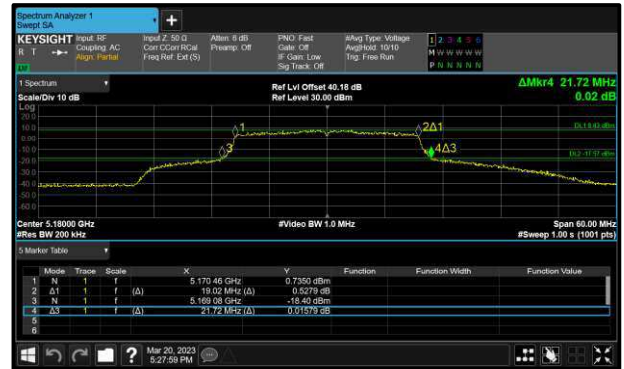 Spectrum Analyzer 1
Swept SA
KEYSIGHT Input: RF Input Z: 50 Ω Atten: 6 dB PNO: Fast #Avg Type: Voltage 1 2 3 4 5 6
R T Coupling: AC Corr CCorr RCal Preamp: Off Gate: Off Avg|Hold: 10/10 M W W W W W
Align: Partial Freq Ref: Ext (S) IF Gain: Low Trig: Free Run
Sig Track: Off P N N N N N
1 Spectrum Ref Lvl Offset 40.18 dB ΔMkr4 21.72 MHz
Scale/Div 10 dB Ref Level 30.00 dBm 0.02 dB
Log
20.0
10.0 1 2Δ1 DL1 8.43 dBm
0.00
-10.0 3 4Δ3
-20.0 DL2 -17.57 dBm
-30.0
-40.0
-50.0
-60.0
Center 5.18000 GHz #Video BW 1.0 MHz Span 60.00 MHz
#Res BW 200 kHz #Sweep 1.00 s (1001 pts)
5 Marker Table
Mode Trace Scale X Y Function Function Width Function Value
1 N 1 f 5.170 46 GHz 0.7350 dBm
2 Δ1 1 f (Δ) 19.02 MHz (Δ) 0.5279 dB
3 N 1 f 5.169 08 GHz -18.40 dBm
4 Δ3 1 f (Δ) 21.72 MHz (Δ) 0.01579 dB
5
6
? Mar 20, 2023
5:27:59 PM